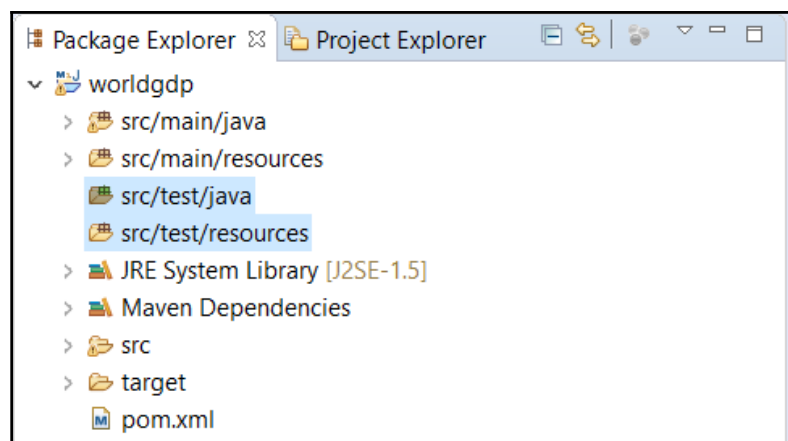 Package Explorer Project Explorer
worldgdp
src/main/java
src/main/resources
src/test/java
src/test/resources
JRE System Library [J2SE-1.5]
Maven Dependencies
src
target
pom.xml